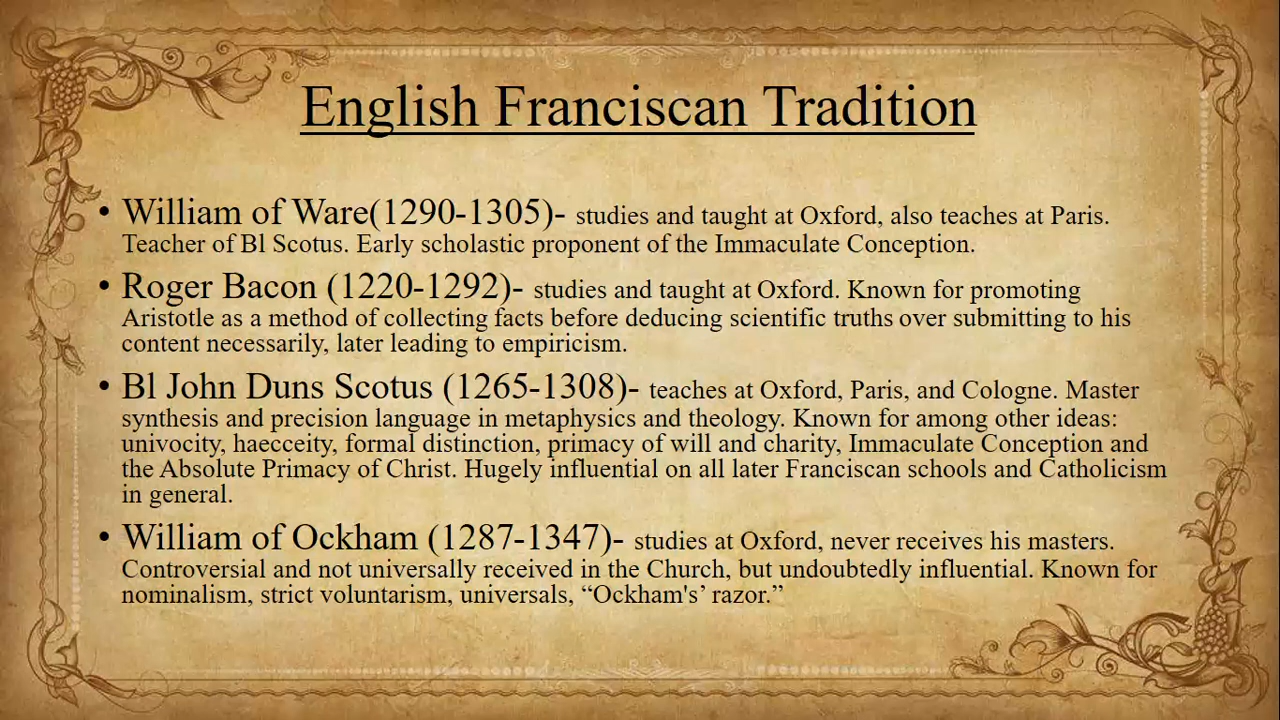 English Franciscan Tradition
• William of Ware(1290-1305)- studies and taught at Oxford, also teaches at Paris.
Teacher of Bl Scotus. Early scholastic proponent of the Immaculate Conception.
• Roger Bacon (1220-1292)- studies and taught at Oxford. Known for promoting
Aristotle as a method of collecting facts before deducing scientific truths over submitting to his
content necessarily, later leading to empiricism.
• Bl John Duns Scotus (1265-1308)- teaches at Oxford, Paris, and Cologne. Master
synthesis and precision language in metaphysics and theology. Known for among other ideas:
univocity, haecceity, formal distinction, primacy of will and charity, Immaculate Conception and
the Absolute Primacy of Christ. Hugely influential on all later Franciscan schools and Catholicism
in general.
• William of Ockham (1287-1347)- studies at Oxford, never receives his masters.
Controversial and not universally received in the Church, but undoubtedly influential. Known for
nominalism, strict voluntarism, universals, “Ockham's’ razor.”